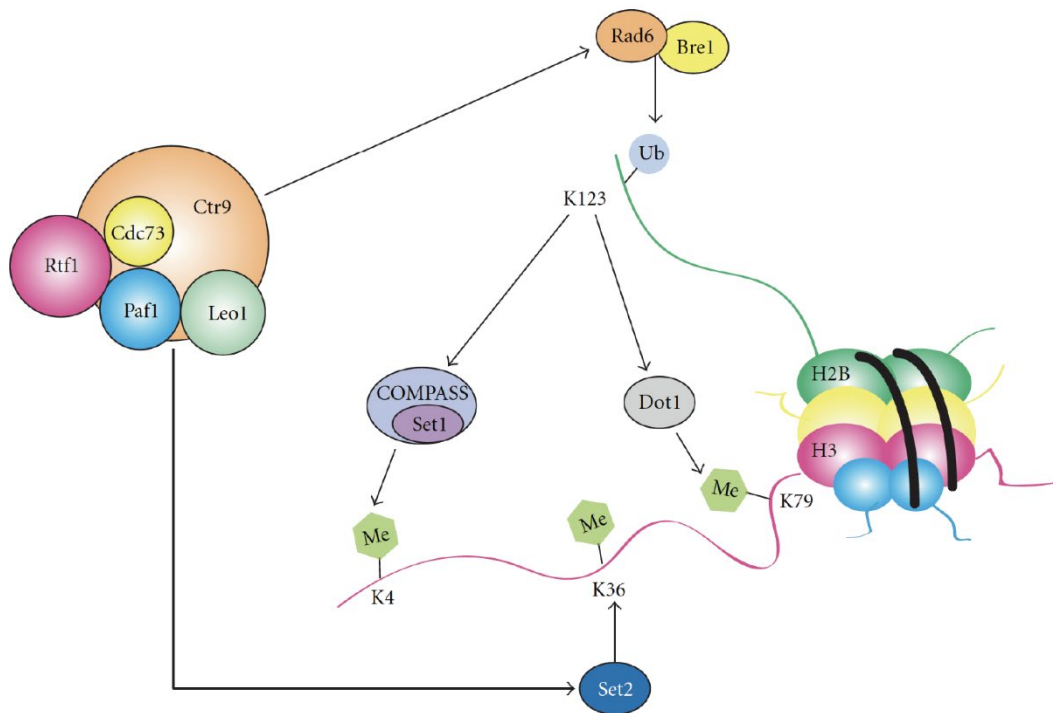 Rad6
Bre1
Ub
K123
Ctr9
Cdc73
Rtf1
Paf1
Leo1
COMPASS
Set1
Dot1
H2B
H3
Me
K79
Me
K4
Me
K36
Set2